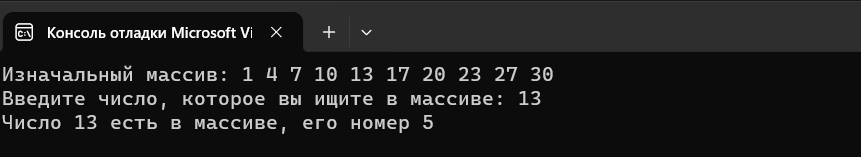 Консоль отладки Microsoft Vi
Изначальный массив: 1 4 7 10 13 17 20 23 27 30
Введите число, которое вы ищите в массиве: 13
Число 13 есть в массиве, его номер 5